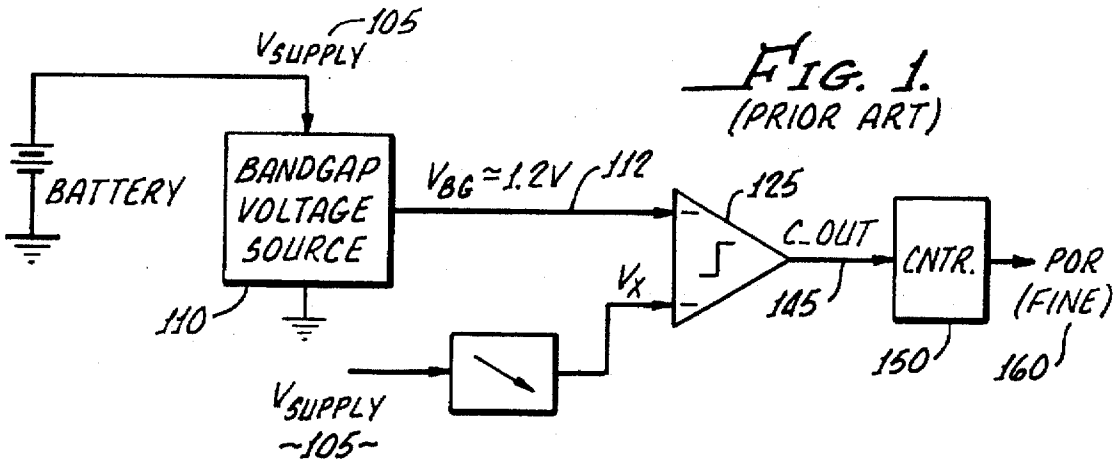 105
VSUPPLY
FIG. 1.
(PRIOR ART)
BATTERY
BANDGAP
VOLTAGE
SOURCE
110
VBG ≃ 1.2V
112
125
VX
C_OUT
145
CNTR.
150
POR
(FINE)
160
VSUPPLY
~105~